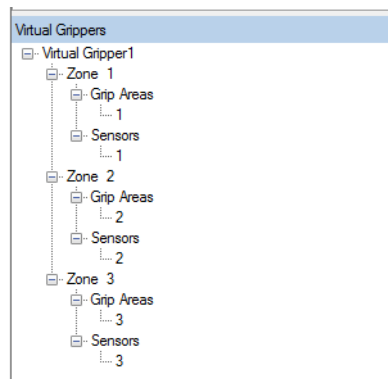 Virtual Grippers
Virtual Gripper1
Zone 1
Grip Areas
1
Sensors
1
Zone 2
Grip Areas
2
Sensors
2
Zone 3
Grip Areas
3
Sensors
3